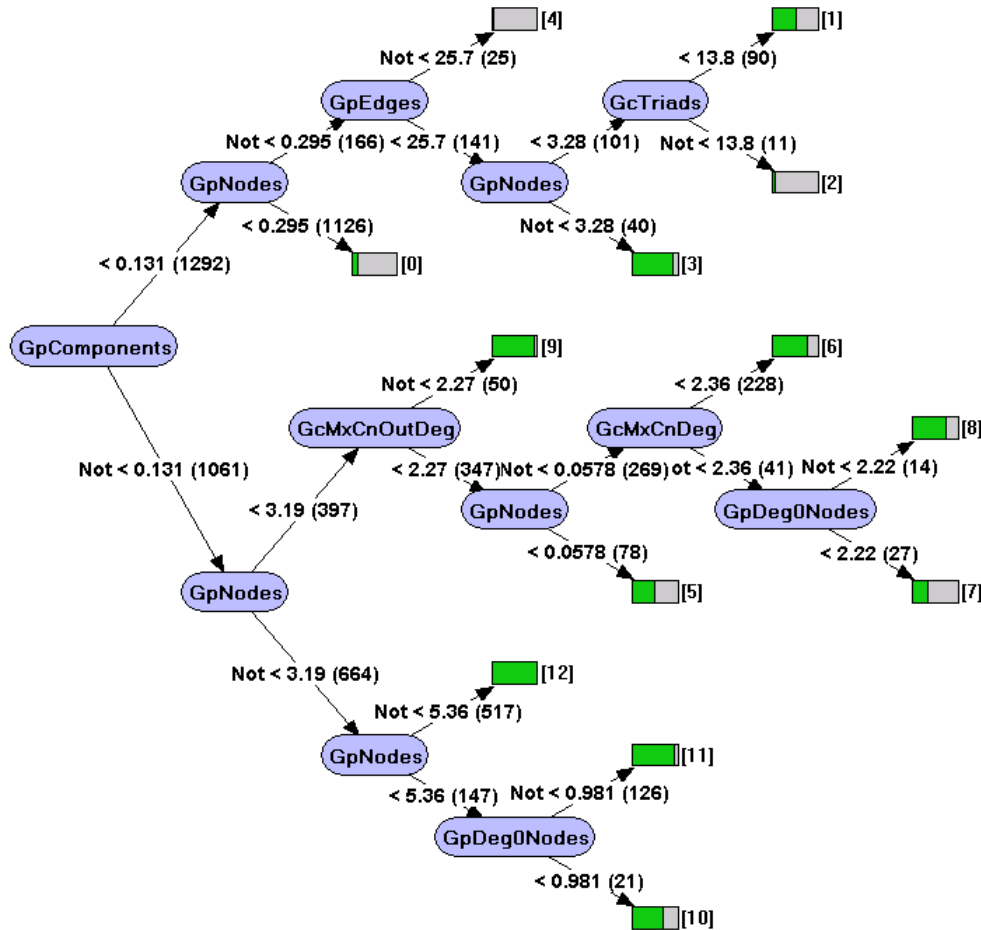 [4]
[1]
Not < 25.7 (25)
< 13.8 (90)
GpEdges
GcTriads
Not < 0.295 (166)
< 25.7 (141)
< 3.28 (101)
Not < 13.8 (11)
GpNodes
GpNodes
[2]
< 0.295 (1126)
Not < 3.28 (40)
< 0.131 (1292)
[0]
[3]
GpComponents
[9]
[6]
Not < 2.27 (50)
< 2.36 (228)
GcMxCnOutDeg
GcMxCnDeg
[8]
Not < 0.131 (1061)
< 2.27 (347)
Not < 0.0578 (269)
ot < 2.36 (41)
Not < 2.22 (14)
< 3.19 (397)
GpNodes
GpDeg0Nodes
< 0.0578 (78)
< 2.22 (27)
GpNodes
[5]
[7]
Not < 3.19 (664)
[12]
Not < 5.36 (517)
GpNodes
[11]
< 5.36 (147)
Not < 0.981 (126)
GpDeg0Nodes
< 0.981 (21)
[10]